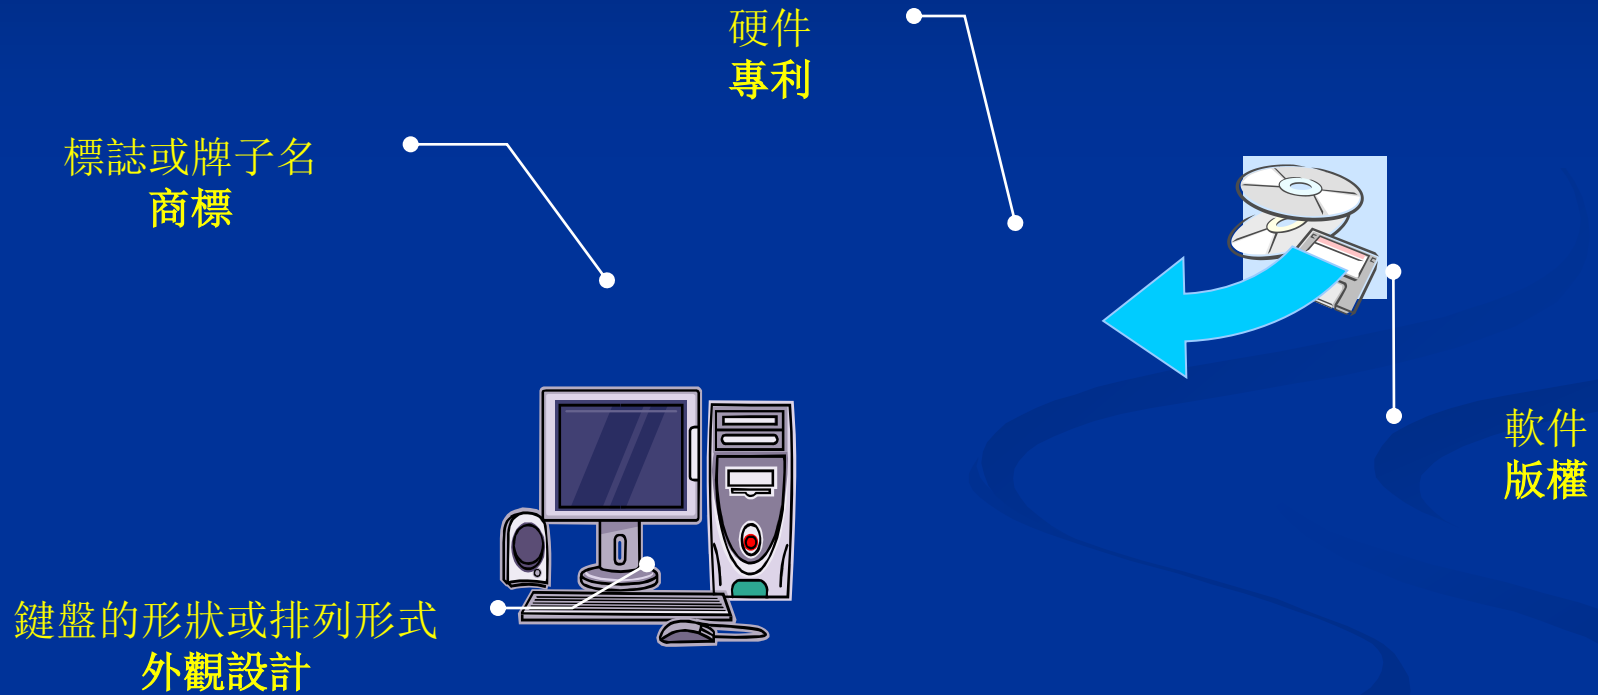 硬件
專利
標誌或牌子名
商標
軟件
版權
鍵盤的形狀或排列形式
外觀設計